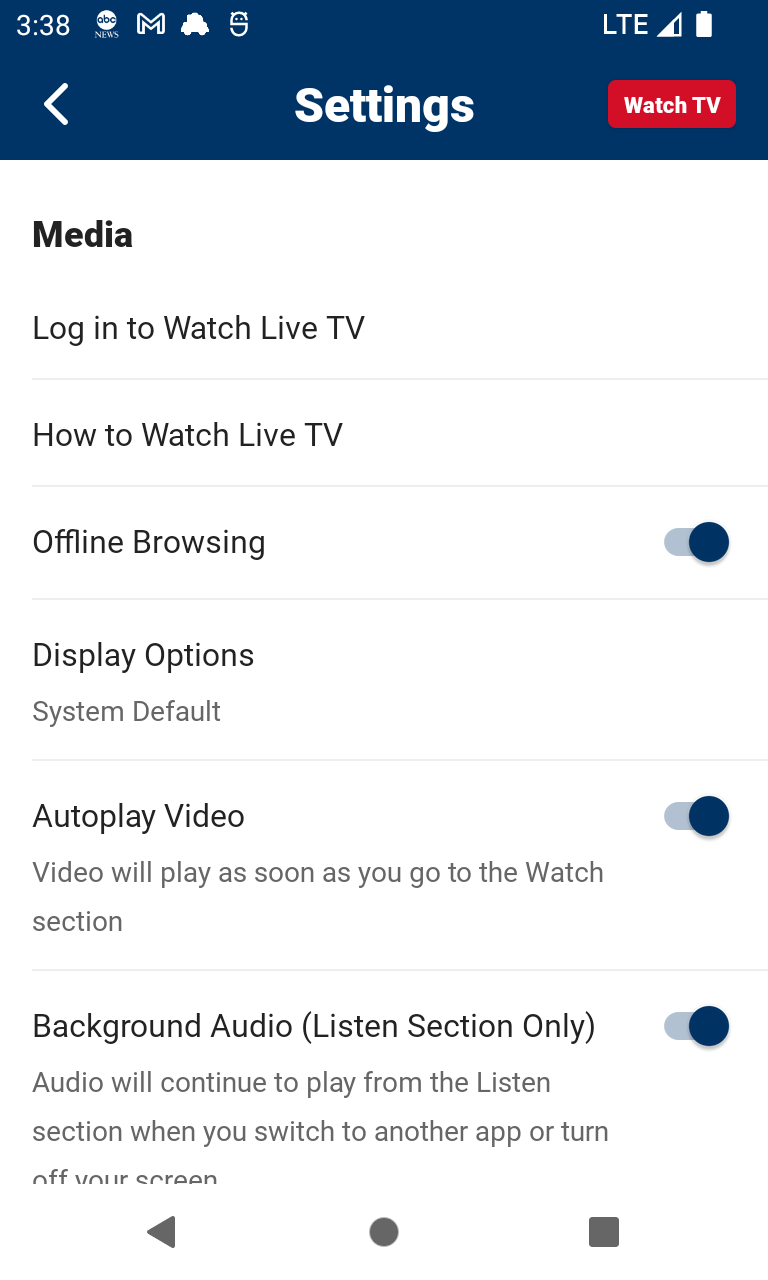 3:38
abc
NEWS
LTE
Settings
Watch TV
Media
Log in to Watch Live TV
How to Watch Live TV
Offline Browsing
Display Options
System Default
Autoplay Video
Video will play as soon as you go to the Watch
section
Background Audio (Listen Section Only)
Audio will continue to play from the Listen
section when you switch to another app or turn
off your screen